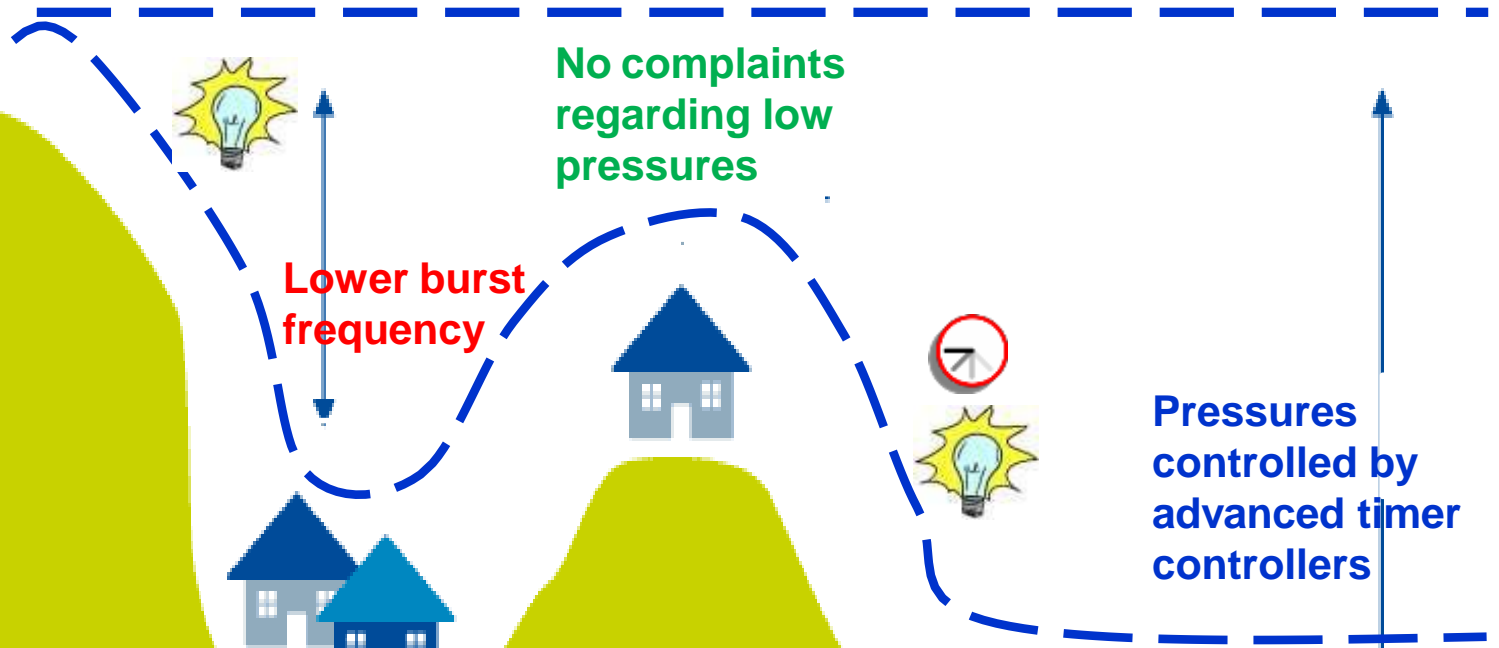 No complaints
regarding low
pressures
Lower burst
frequency
Pressures
controlled by
advanced timer
controllers